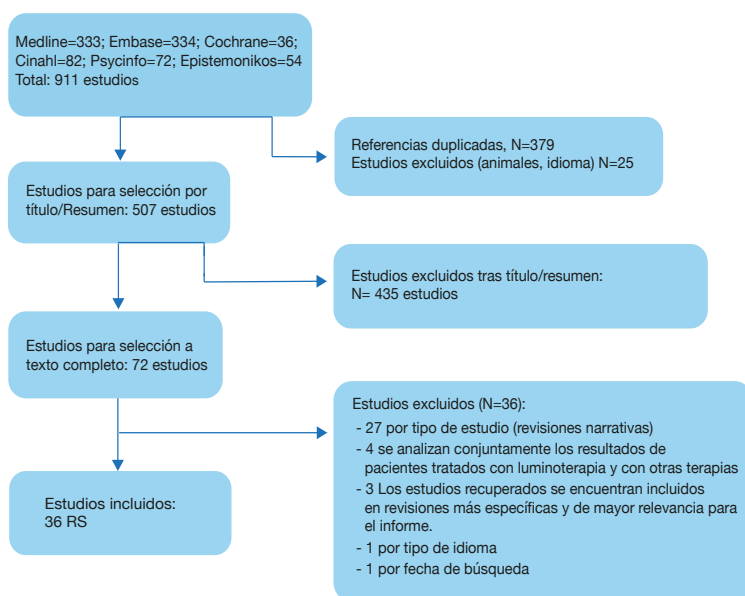 Medline=333; Embase=334; Cochrane=36;
Cinahl=82; Psycinfo=72; Epistemonikos=54
Total: 911 estudios
Referencias duplicadas, N=379
Estudios excluidos (animales, idioma) N=25
Estudios para selección por
título/Resumen: 507 estudios
Estudios excluidos tras título/resumen:
N= 435 estudios
Estudios para selección a
texto completo: 72 estudios
Estudios excluidos (N=36):
- 27 por tipo de estudio (revisiones narrativas)
- 4 se analizan conjuntamente los resultados de
pacientes tratados con luminoterapia y con otras terapias
- 3 Los estudios recuperados se encuentran incluidos
en revisiones más específicas y de mayor relevancia para
el informe.
- 1 por tipo de idioma
- 1 por fecha de búsqueda
Estudios incluidos:
36 RS